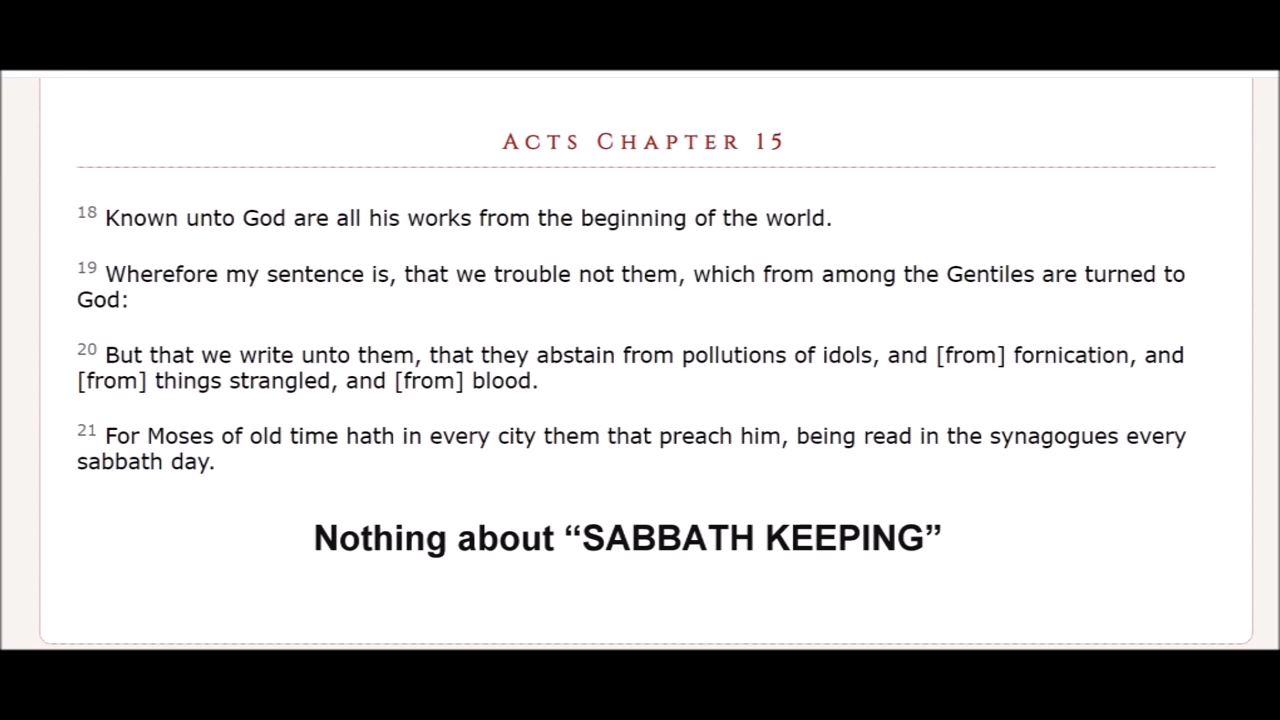 Acts Chapter 15
18 Known unto God are all his works from the beginning of the world.
19 Wherefore my sentence is, that we trouble not them, which from among the Gentiles are turned to
God:
20 But that we write unto them, that they abstain from pollutions of idols, and [from] fornication, and
[from] things strangled, and [from] blood.
21 For Moses of old time hath in every city them that preach him, being read in the synagogues every
sabbath day.
Nothing about “SABBATH KEEPING”